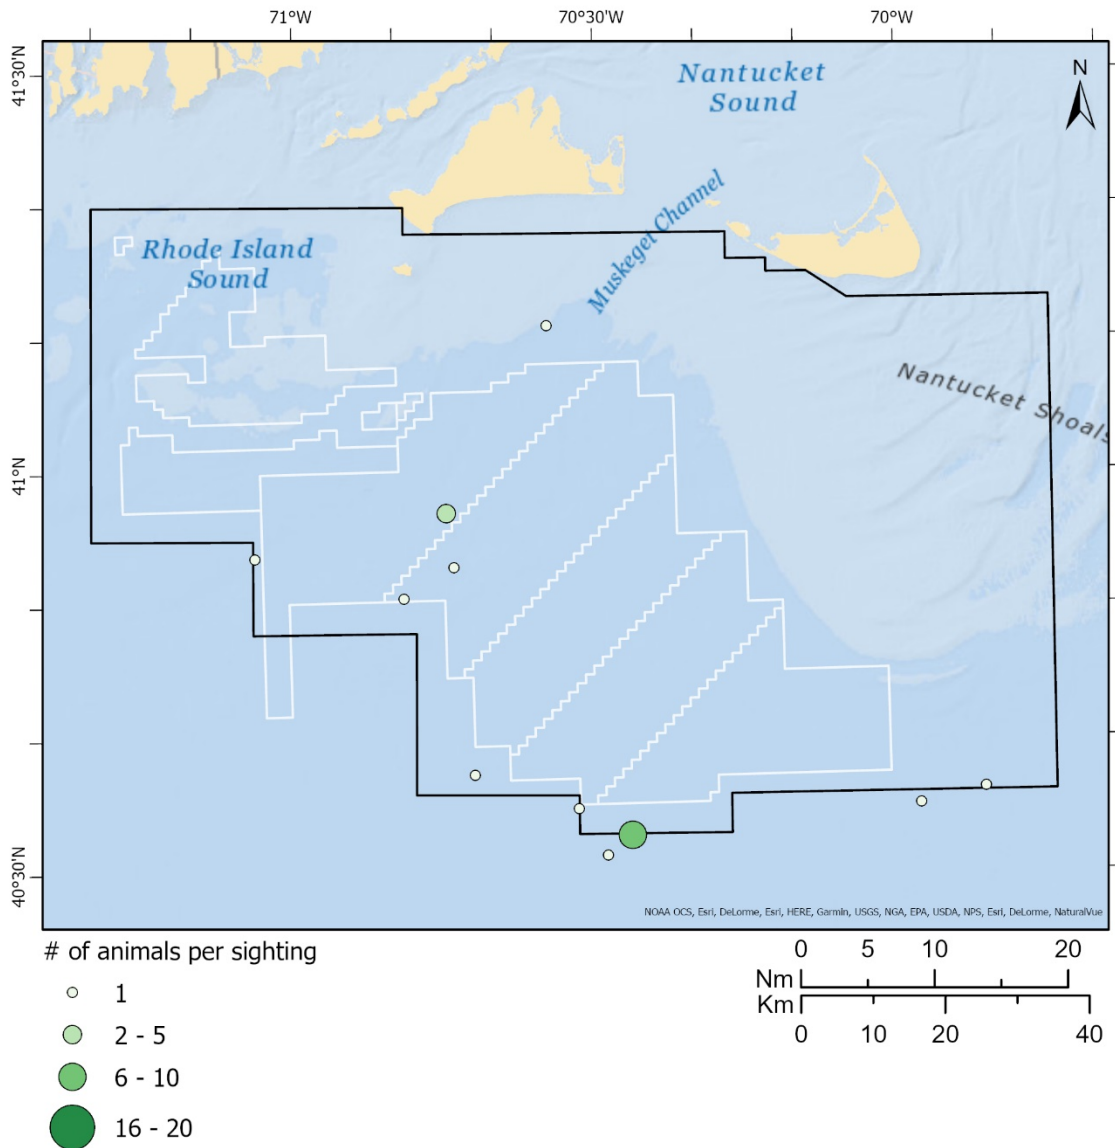 71°W
70°30'W
70°W
41°30'N
41°N
40°30'N
N
Nantucket
Sound
Muskeget Channel
Rhode Island
Sound
Nantucket Shoals
NOAA OCS, Esri, DeLorme, Esri, HERE, Garmin, USGS, NGA, EPA, USDA, NPS, Esri, DeLorme, NaturalVue
# of animals per sighting
1
2 - 5
6 - 10
16 - 20
0 5 10 20
Nm
Km
0 10 20 40